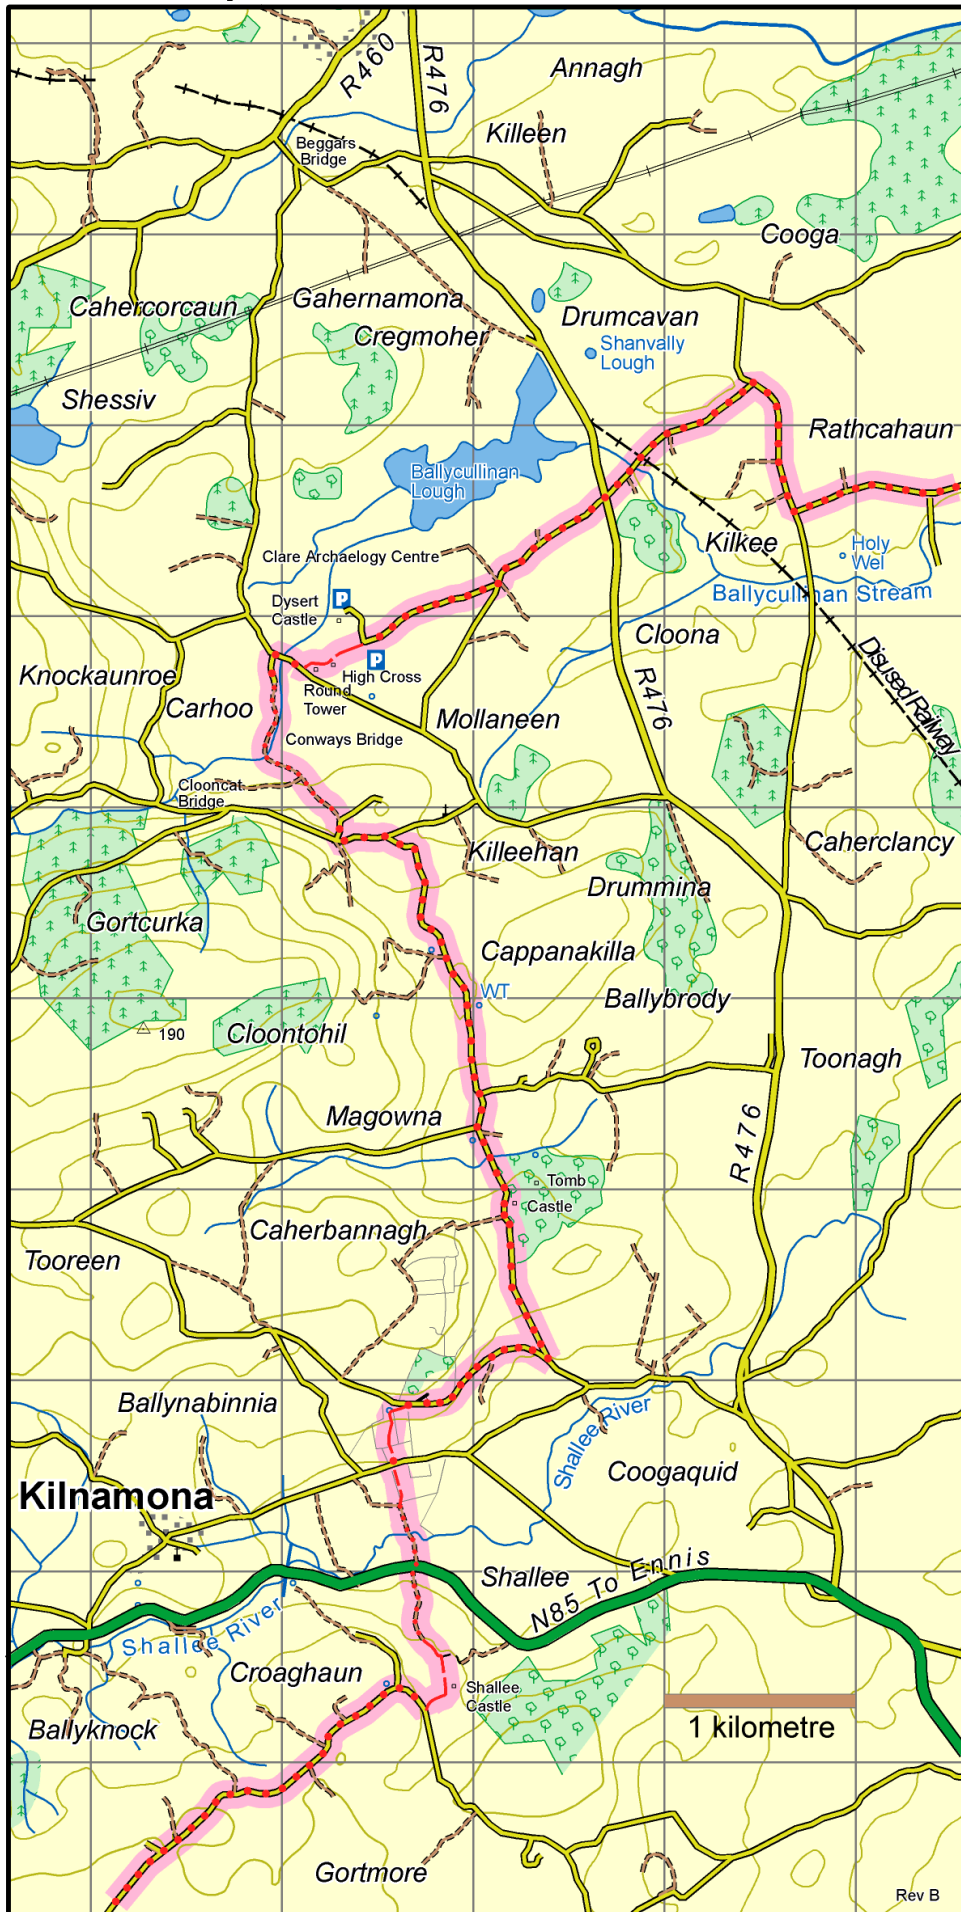 R460
R476
Annagh
Killeen
Beggars
Bridge
Cooga
Cahercorcaun
Gahernamona
Cregmoher
Drumcavan
Shanvally
Lough
Shessiv
Rathcahaun
Ballycullinan
Lough
Kilkee
Holy
Wel
Clare Archaelogy Centre
Ballycullinan Stream
P
Dysert
Castle
Cloona
Disused Railway
Knockaunroe
P
High Cross
Round
Tower
R476
Carhoo
Mollaneen
Conways Bridge
Clooncat
Bridge
Killeehan
Caherclancy
Drummina
Gortcurka
Cappanakilla
WT
Ballybrody
190
Cloontohil
Toonagh
Magowna
R476
Tomb
Castle
Caherbannagh
Tooreen
Ballynabinnia
Shallee River
Coogaquid
Kilnamona
Shallee
N85 To Ennis
Shallee River
Croaghaun
Shallee
Castle
Ballyknock
1 kilometre
Gortmore
Rev B